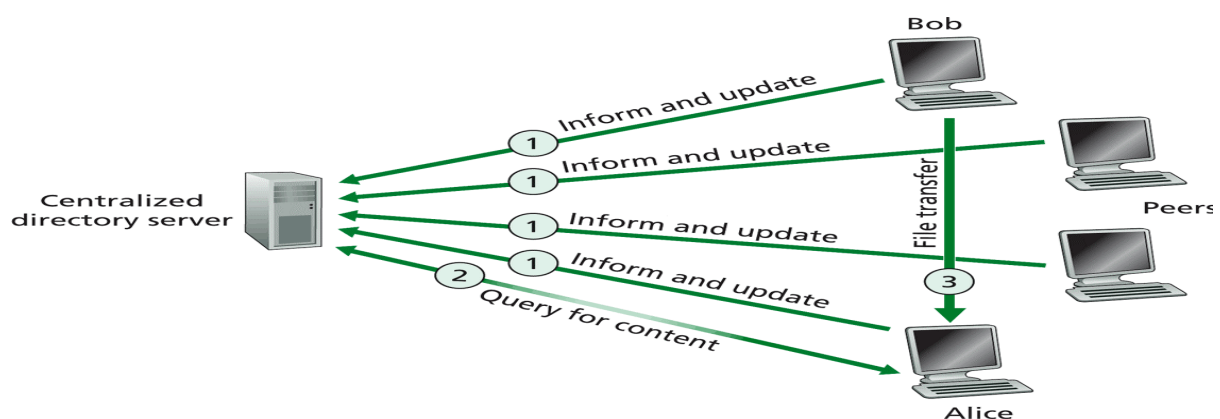 Bob
Inform and update
1
Inform and update
1
Centralized
directory server
Peers
File transfer
Inform and update
1
Inform and update
1
2
Query for content
3
Alice